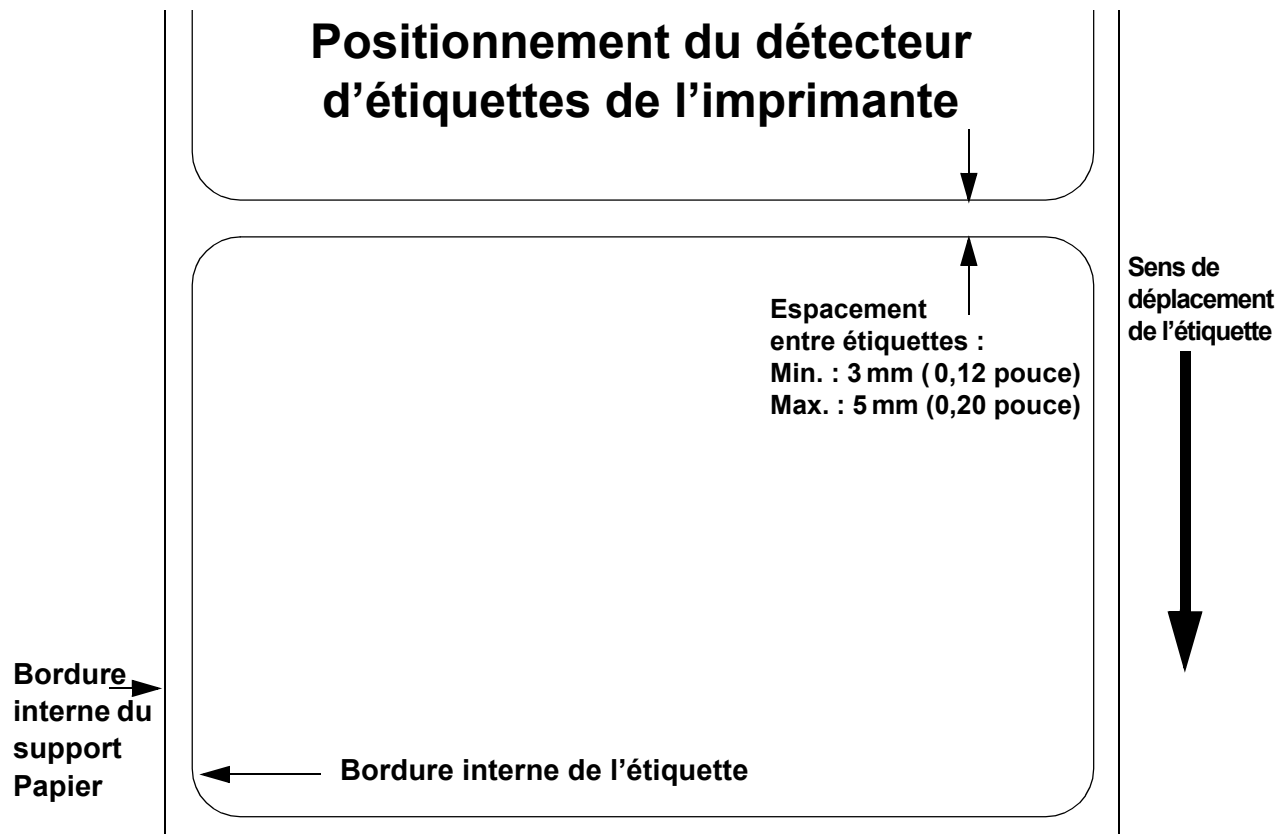 Positionnement du détecteur
d’étiquettes de l’imprimante
Sens de
déplacement
de l’étiquette
Espacement
entre étiquettes :
Min. : 3 mm ( 0,12 pouce)
Max. : 5 mm (0,20 pouce)
Bordure
interne du
support
Papier
Bordure interne de l’étiquette